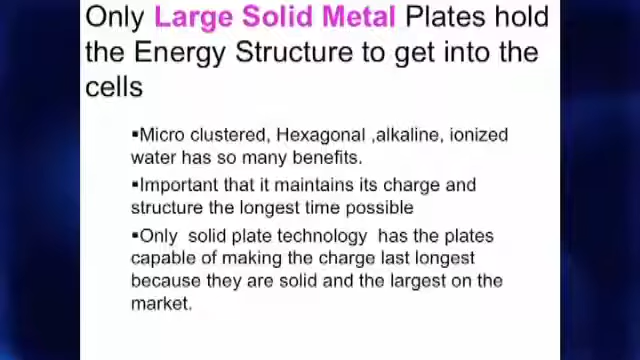 Only Large Solid Metal Plates hold
the Energy Structure to get into the
cells
▪Micro clustered, Hexagonal ,alkaline, ionized
water has so many benefits.
▪Important that it maintains its charge and
structure the longest time possible
▪Only solid plate technology has the plates
capable of making the charge last longest
because they are solid and the largest on the
market.